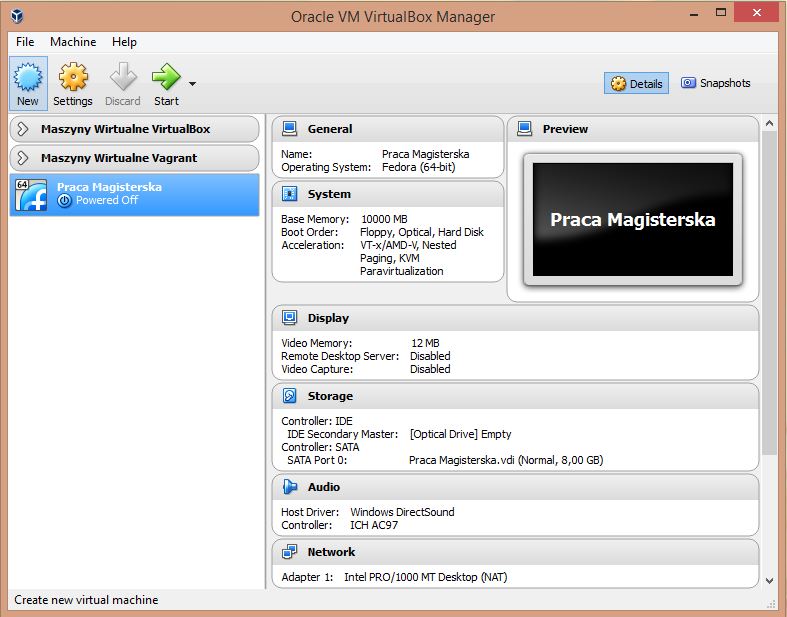 Oracle VM VirtualBox Manager
File Machine Help
New Settings Discard Start Details Snapshots
Maszyny Wirtualne VirtualBox
Maszyny Wirtualne Vagrant
64
Praca Magisterska
Powered Off
General
Name: Praca Magisterska
Operating System: Fedora (64-bit)
System
Base Memory: 10000 MB
Boot Order: Floppy, Optical, Hard Disk
Acceleration: VT-x/AMD-V, Nested
Paging, KVM
Paravirtualization
Preview
Praca Magisterska
Display
Video Memory: 12 MB
Remote Desktop Server: Disabled
Video Capture: Disabled
Storage
Controller: IDE
IDE Secondary Master: [Optical Drive] Empty
Controller: SATA
SATA Port 0: Praca Magisterska.vdi (Normal, 8,00 GB)
Audio
Host Driver: Windows DirectSound
Controller: ICH AC97
Network
Adapter 1: Intel PRO/1000 MT Desktop (NAT)
Create new virtual machine